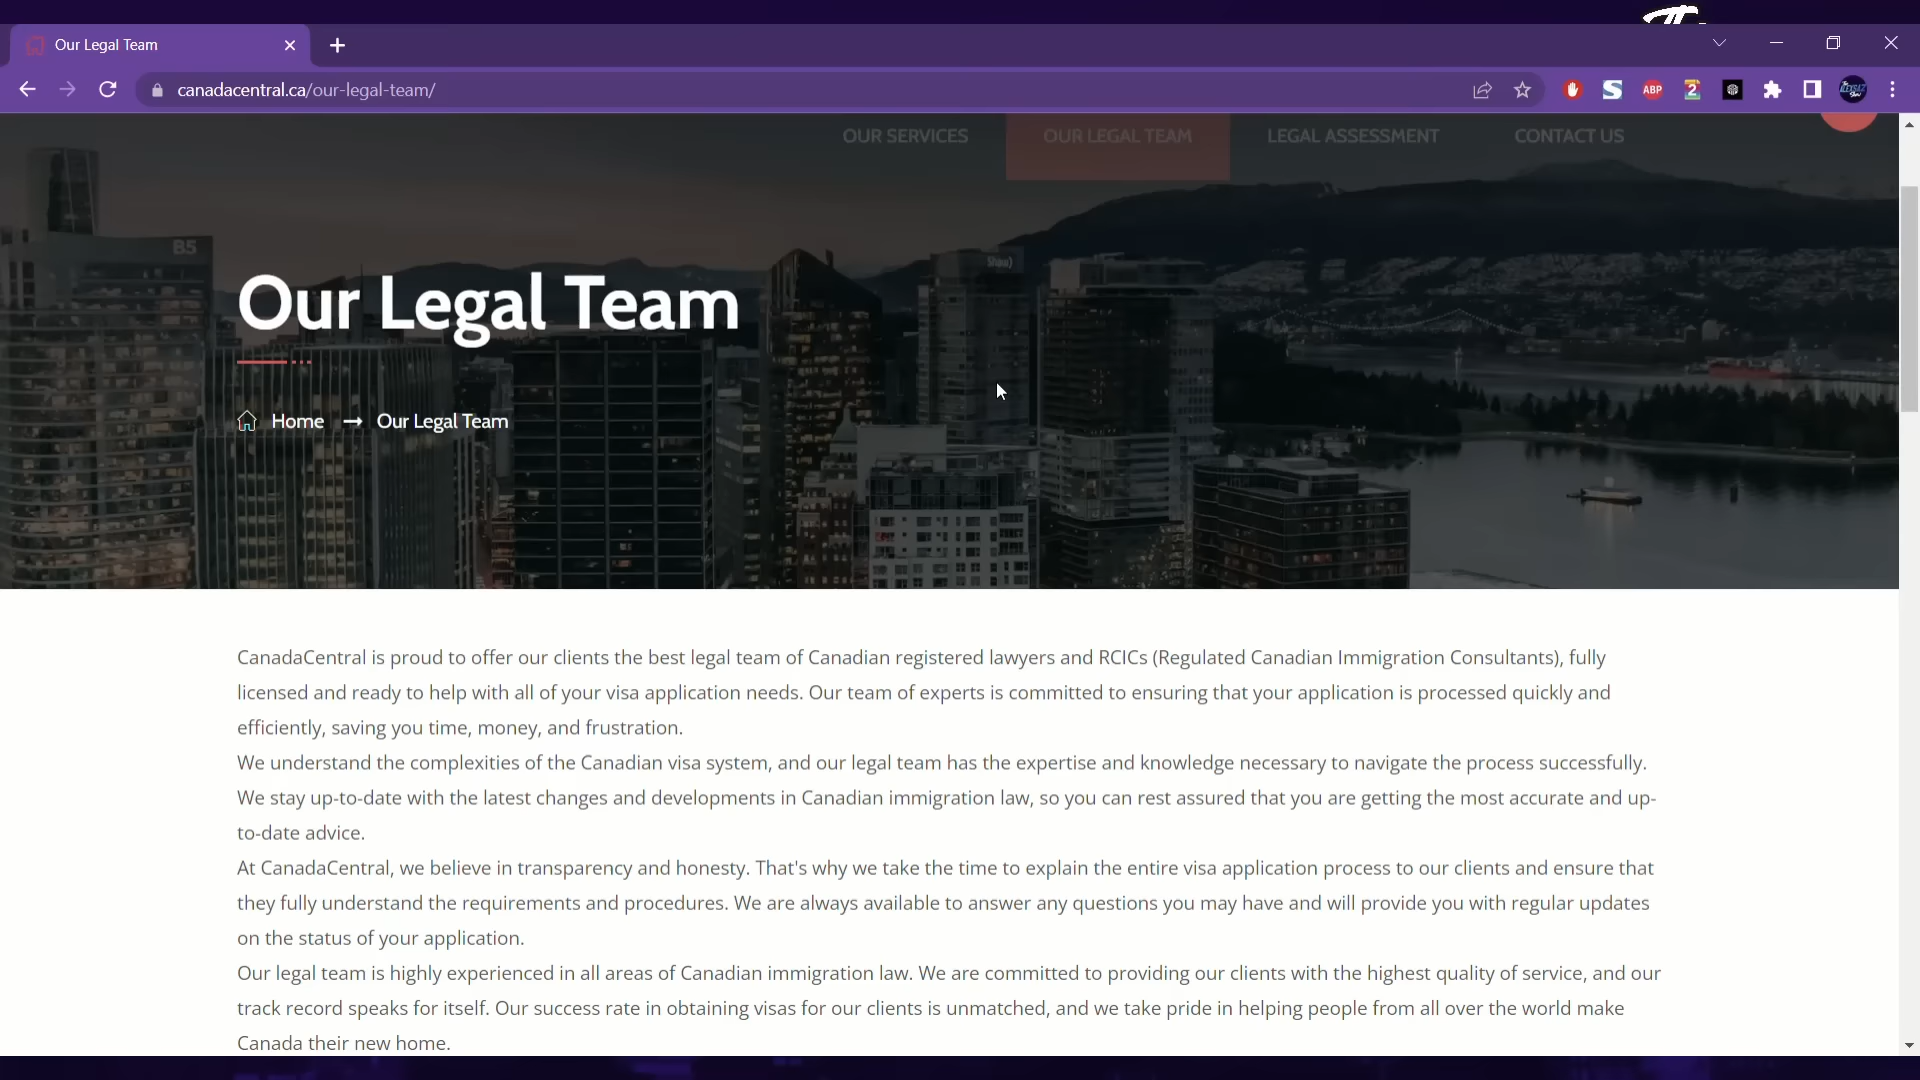 Our Legal Team
canadacentral.ca/our-legal-team/
ABP
2
OUR SERVICES
OUR LEGAL TEAM
LEGAL ASSESSMENT
CONTACT US
B5
Our Legal Team
Home → Our Legal Team
CanadaCentral is proud to offer our clients the best legal team of Canadian registered lawyers and RCICs (Regulated Canadian Immigration Consultants), fully
licensed and ready to help with all of your visa application needs. Our team of experts is committed to ensuring that your application is processed quickly and
efficiently, saving you time, money, and frustration.
We understand the complexities of the Canadian visa system, and our legal team has the expertise and knowledge necessary to navigate the process successfully.
We stay up-to-date with the latest changes and developments in Canadian immigration law, so you can rest assured that you are getting the most accurate and up-
to-date advice.
At CanadaCentral, we believe in transparency and honesty. That's why we take the time to explain the entire visa application process to our clients and ensure that
they fully understand the requirements and procedures. We are always available to answer any questions you may have and will provide you with regular updates
on the status of your application.
Our legal team is highly experienced in all areas of Canadian immigration law. We are committed to providing our clients with the highest quality of service, and our
track record speaks for itself. Our success rate in obtaining visas for our clients is unmatched, and we take pride in helping people from all over the world make
Canada their new home.